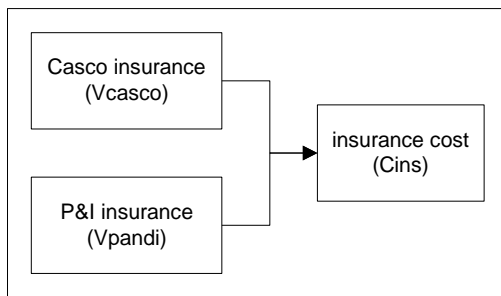 Casco insurance
(Vcasco)
insurance cost
(Cins)
P&I insurance
(Vpandi)